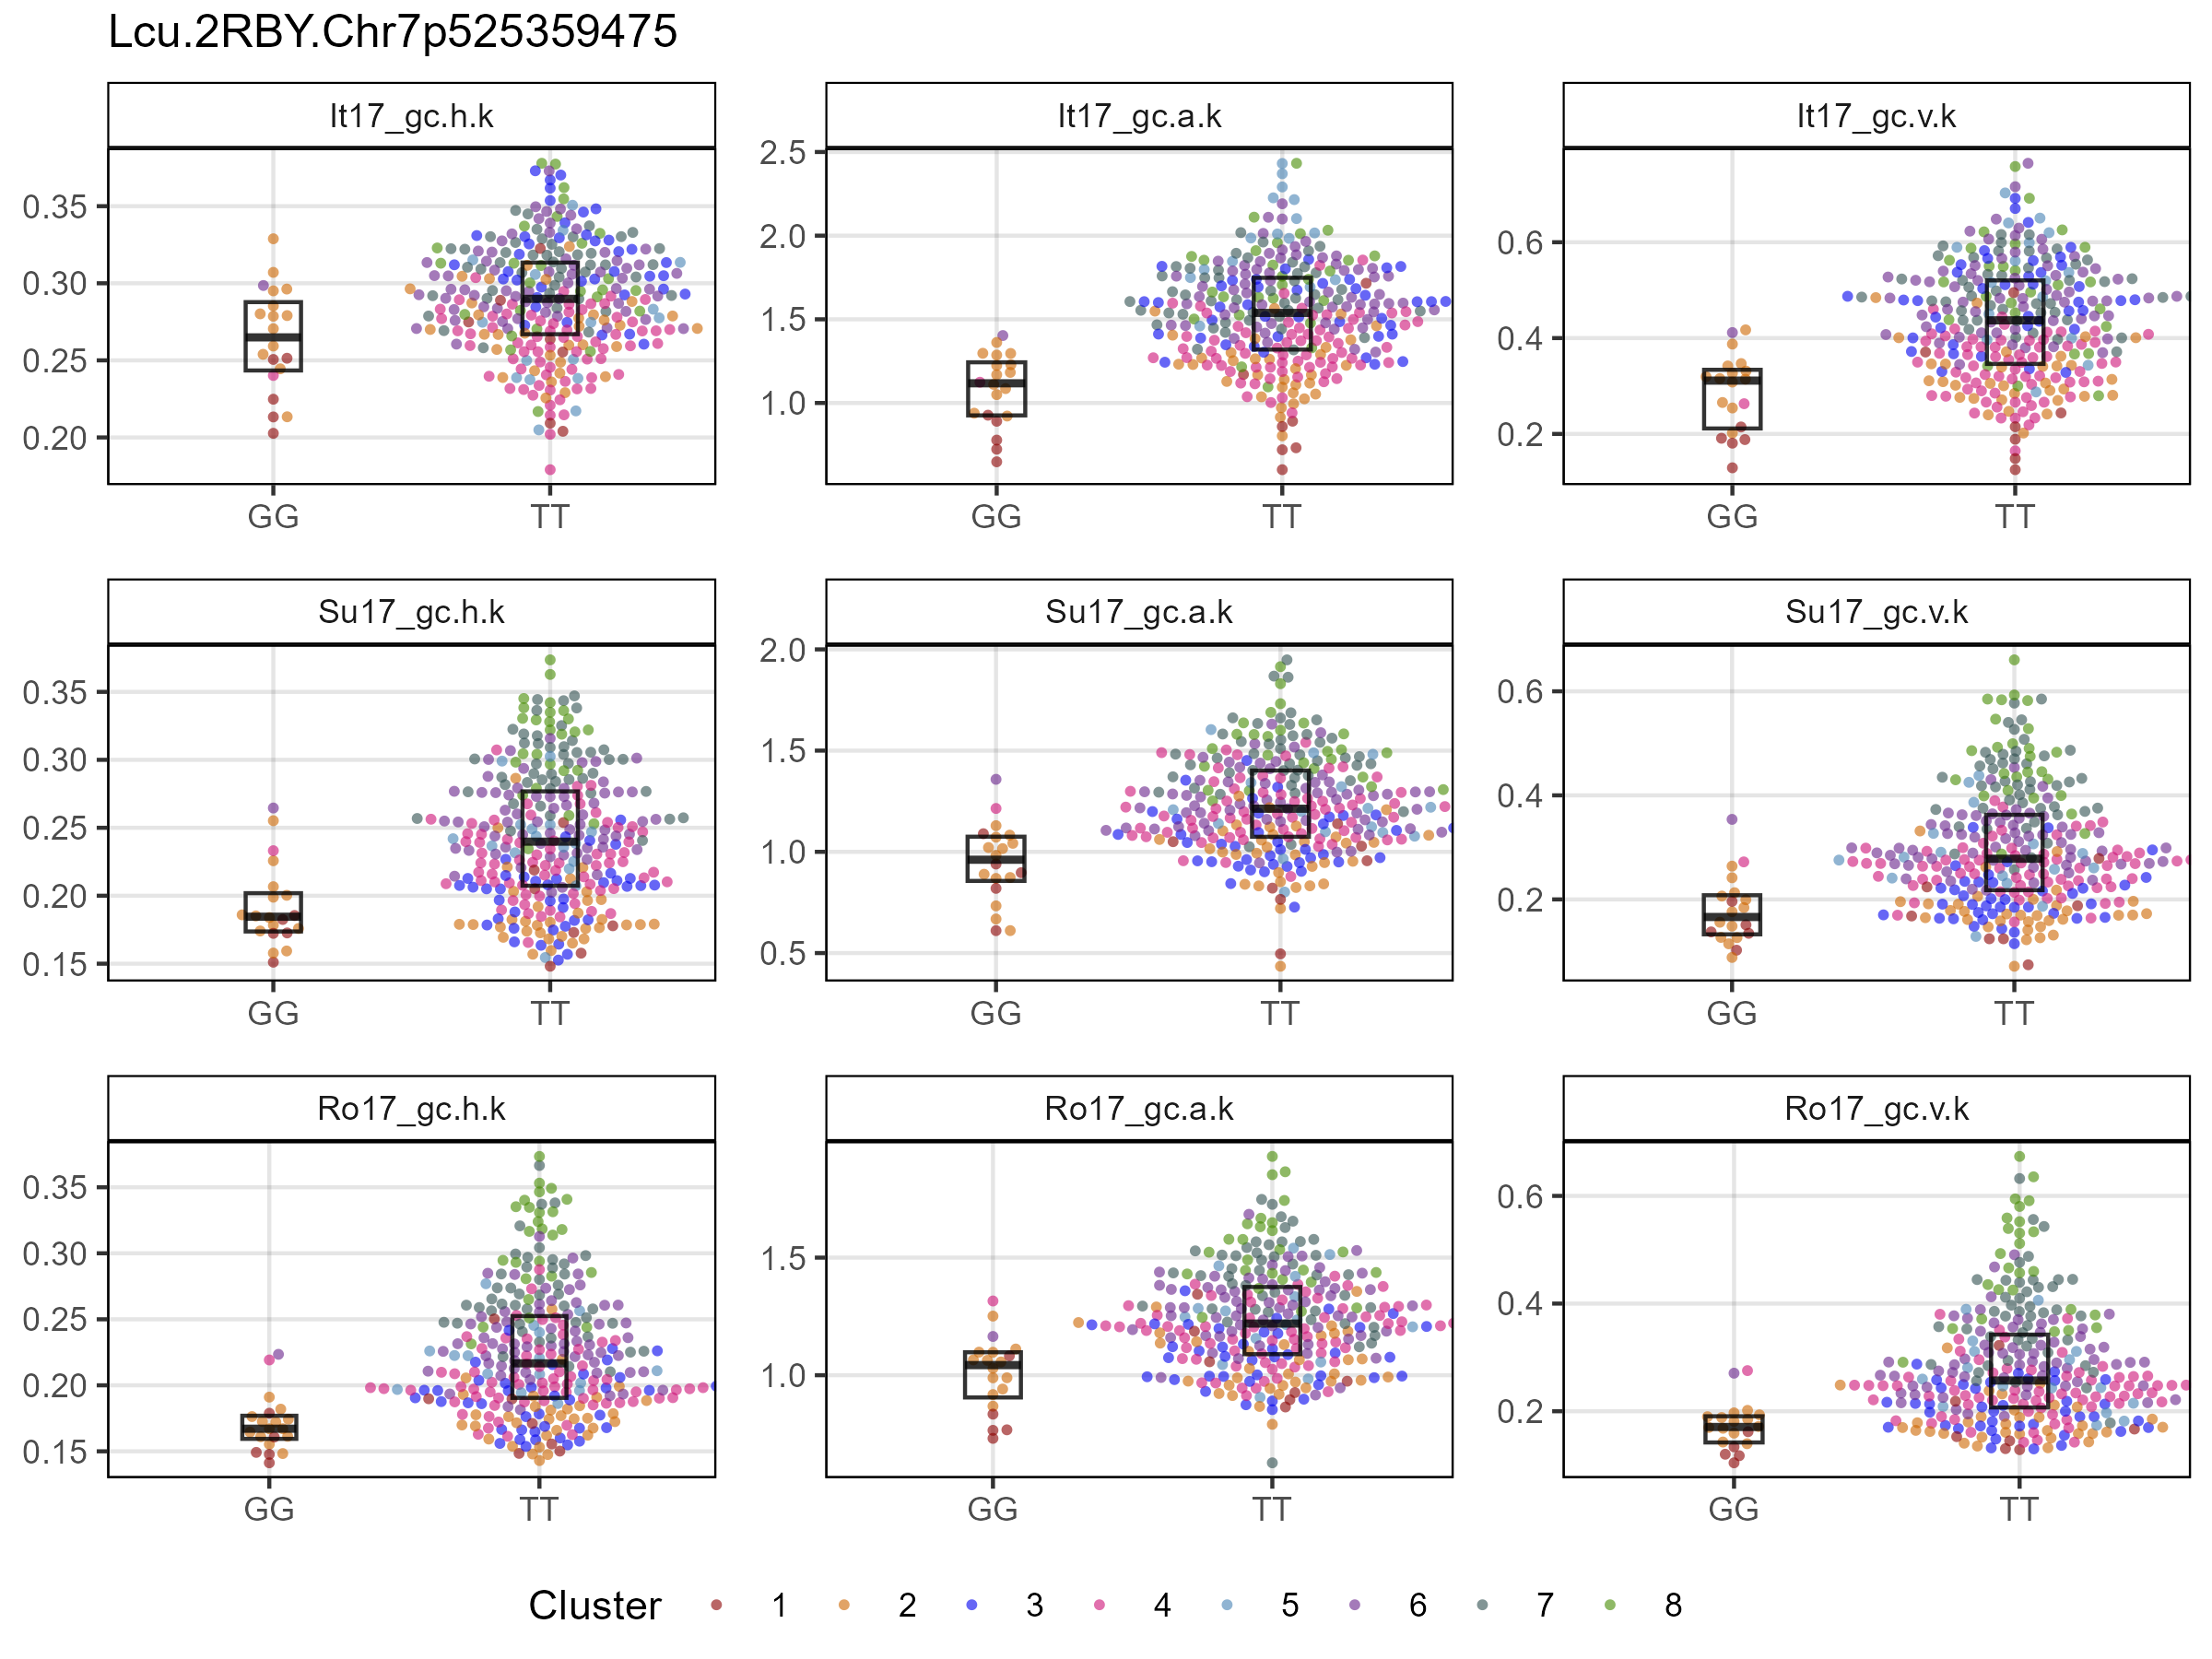 Lcu.2RBY.Chr7p525359475
It17_gc.h.k
It17_gc.a.k
It17_gc.v.k
0.35
0.30
0.25
0.20
GG
TT
2.5
2.0
1.5
1.0
GG
TT
0.6
0.4
0.2
GG
TT
Su17_gc.h.k
Su17_gc.a.k
Su17_gc.v.k
0.35
0.30
0.25
0.20
0.15
GG
TT
2.0
1.5
1.0
0.5
GG
TT
0.6
0.4
0.2
GG
TT
Ro17_gc.h.k
Ro17_gc.a.k
Ro17_gc.v.k
0.35
0.30
0.25
0.20
0.15
GG
TT
1.5
1.0
GG
TT
0.6
0.4
0.2
GG
TT
Cluster 1 2 3 4 5 6 7 8